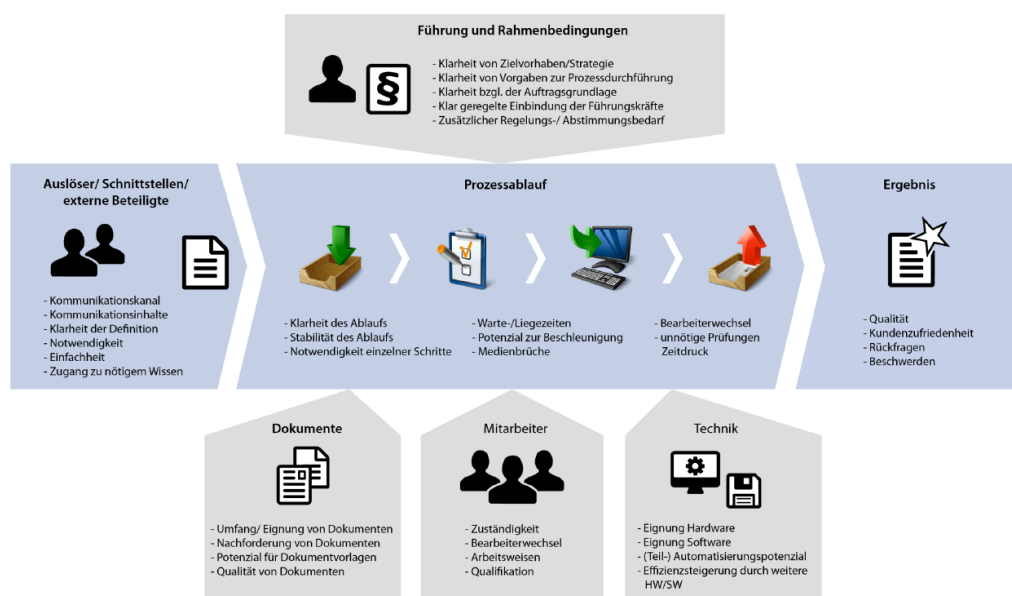 Führung und Rahmenbedingungen
- Klarheit von Zielvorhaben/Strategie
- Klarheit von Vorgaben zur Prozessdurchführung
- Klarheit bzgl. der Auftragsgrundlage
- Klar geregelte Einbindung der Führungskräfte
- Zusätzlicher Regelungs-/ Abstimmungsbedarf
§
Auslöser/ Schnittstellen/
externe Beteiligte
- Kommunikationskanal
- Kommunikationsinhalte
- Klarheit der Definition
- Notwendigkeit
- Einfachheit
- Zugang zu nötigem Wissen
Prozessablauf
- Klarheit des Ablaufs
- Stabilität des Ablaufs
- Notwendigkeit einzelner Schritte
- Warte-/Liegezeiten
- Potenzial zur Beschleunigung
- Medienbrüche
- Bearbeiterwechsel
- unnötige Prüfungen
Zeitdruck
Ergebnis
- Qualität
- Kundenzufriedenheit
- Rückfragen
- Beschwerden
Dokumente
- Umfang/ Eignung von Dokumenten
- Nachforderung von Dokumenten
- Potenzial für Dokumentvorlagen
- Qualität von Dokumenten
Mitarbeiter
- Zuständigkeit
- Bearbeiterwechsel
- Arbeitsweisen
- Qualifikation
Technik
- Eignung Hardware
- Eignung Software
- (Teil-) Automatisierungspotenzial
- Effizienzsteigerung durch weitere
HW/SW